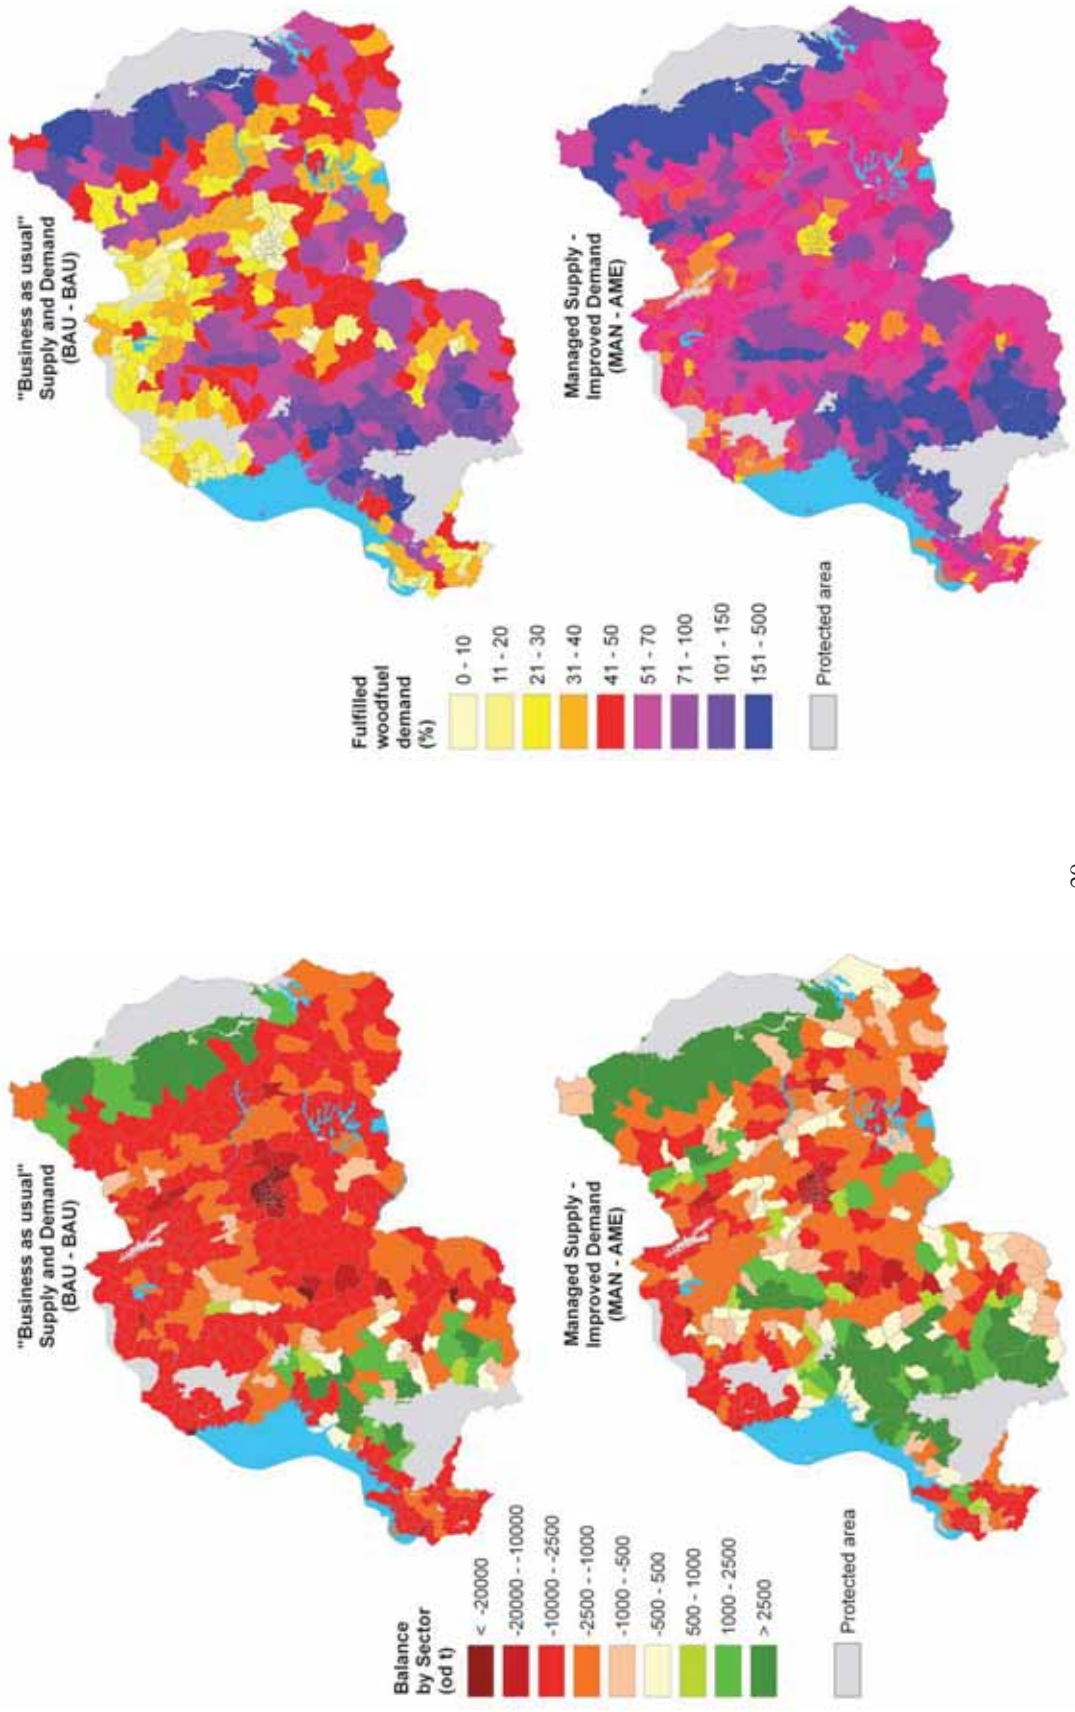 "Business as usual"
Supply and Demand
(BAU - BAU)
Managed Supply -
Improved Demand
(MAN - AME)
Fulfilled
woodfuel
demand
(%)
0 - 10
11 - 20
21 - 30
31 - 40
41 - 50
51 - 70
71 - 100
101 - 150
151 - 500
Protected area
"Business as usual"
Supply and Demand
(BAU - BAU)
Managed Supply -
Improved Demand
(MAN - AME)
Balance
by Sector
(od t)
< -20000
-20000 - -10000
-10000 - -2500
-2500 - -1000
-1000 - -500
-500 - 500
500 - 1000
1000 - 2500
> 2500
Protected area